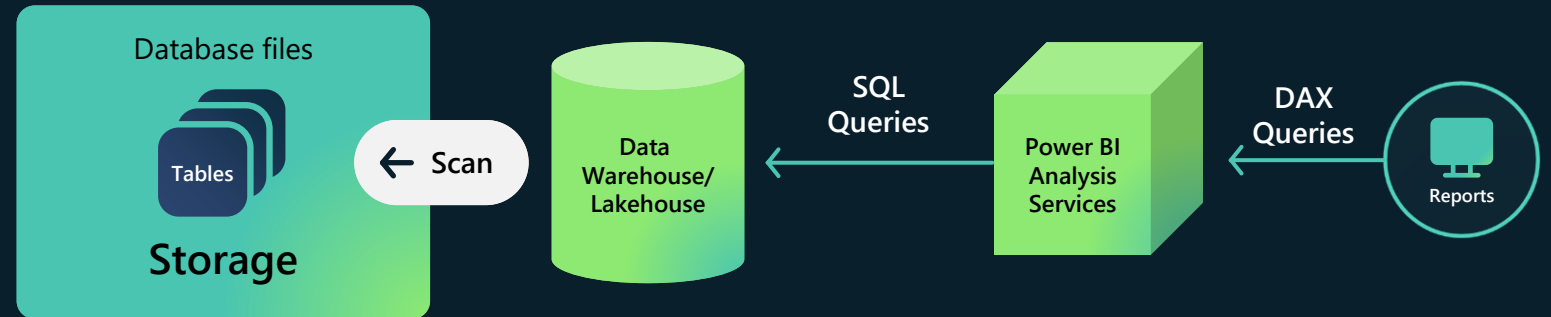 Database files
Tables
Storage
Scan
Data
Warehouse/
Lakehouse
SQL
Queries
Power BI
Analysis
Services
DAX
Queries
Reports